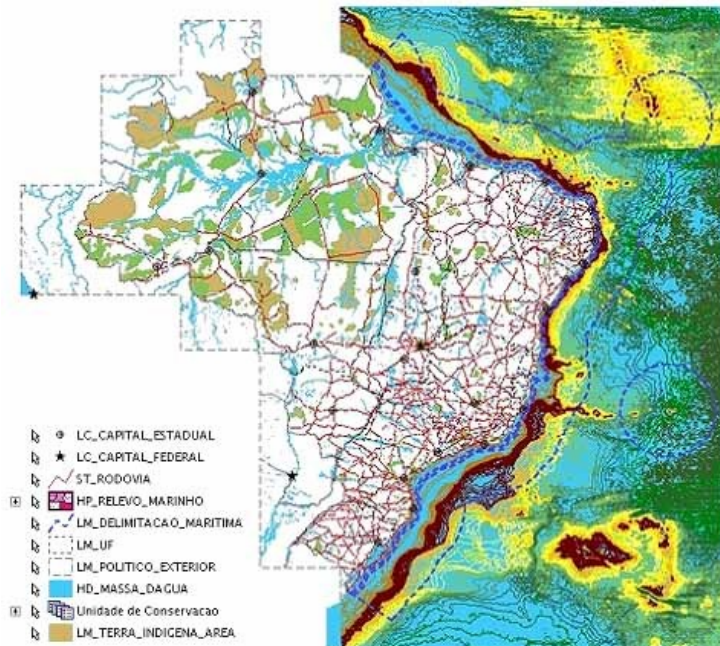 LC_CAPITAL_ESTADUAL
LC_CAPITAL_FEDERAL
ST_RODOVIA
HP_RELEVO_MARINHO
LM_DELIMITACAO_MARITIMA
LM_UF
LM_POLITICO_EXTERIOR
HD_MASSA_DAGUA
Unidade de Conservacao
LM_TERRA_INDIGENA_AREA